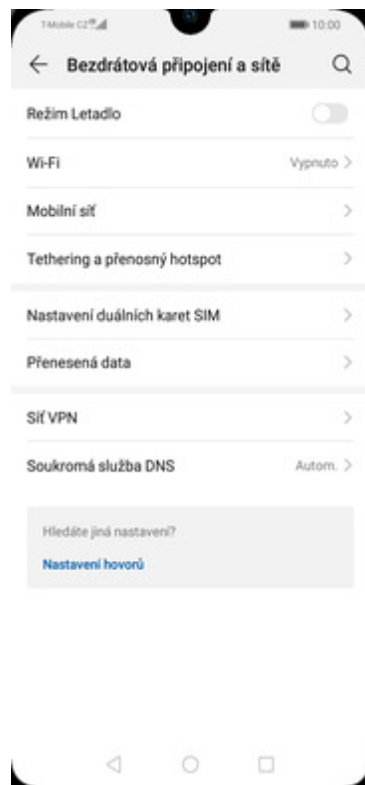 T-Mobile CZ 10:00
Bezdrátová připojení a sítě
Režim Letadlo
Wi-Fi Vypnuto
Mobilní síť
Tethering a přenosný hotspot
Nastavení duálních karet SIM
Přenesená data
Síť VPN
Soukromá služba DNS Autom.
Hledáte jiná nastavení?
Nastavení hovorů